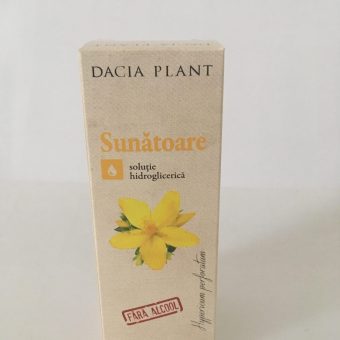 DACIA PLANT
Sunătoare
soluție
hidroglicerică
Hypericum perforatum
FĂRĂ ALCOOL